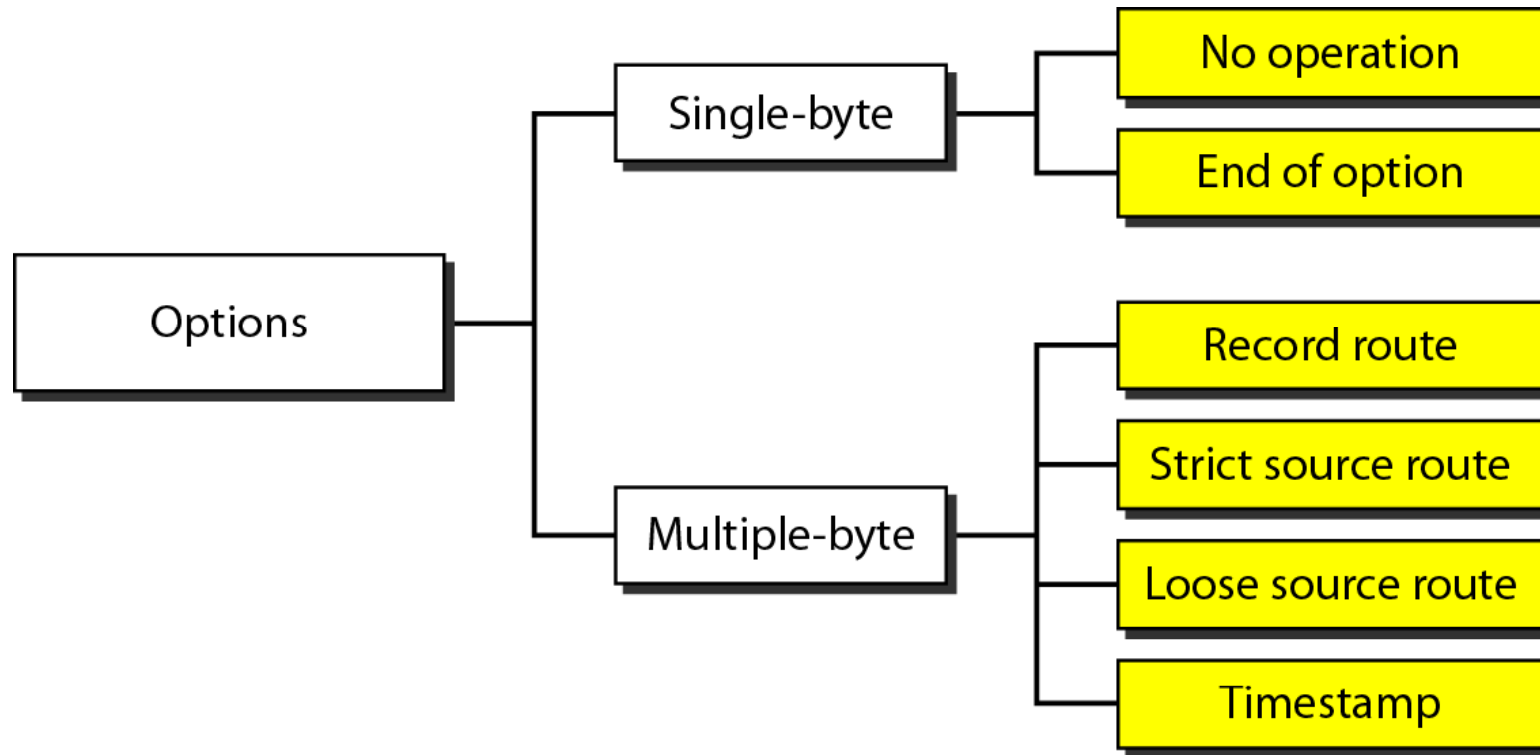 Options
Single-byte
No operation
End of option
Multiple-byte
Record route
Strict source route
Loose source route
Timestamp